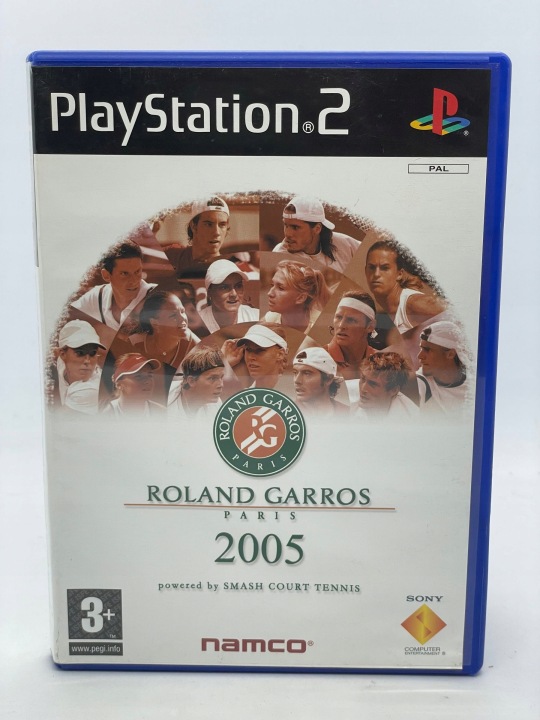 PlayStation®2
PAL
ROLAND GARROS
PARIS
ROLAND GARROS
PARIS
2005
powered by SMASH COURT TENNIS
3+
www.pegi.info
namco®
SONY
COMPUTER
ENTERTAINMENT ®